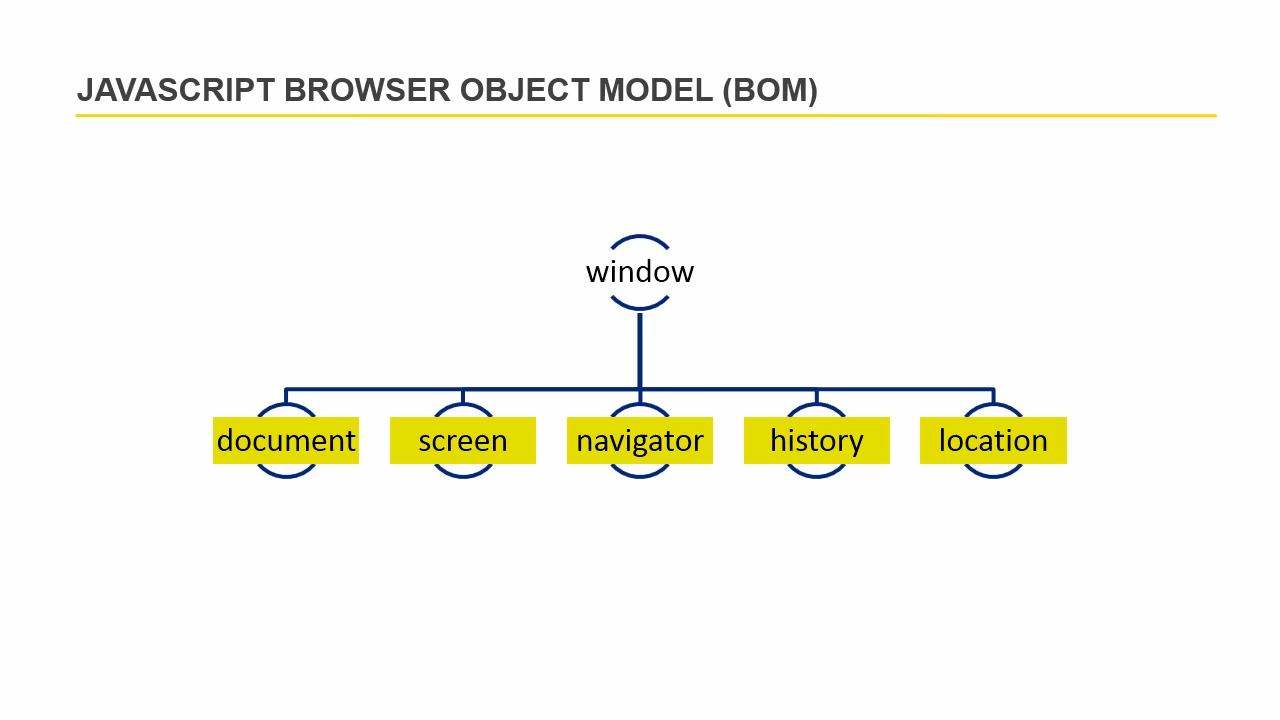 JAVASCRIPT BROWSER OBJECT MODEL (BOM)
window
document
screen
navigator
history
location